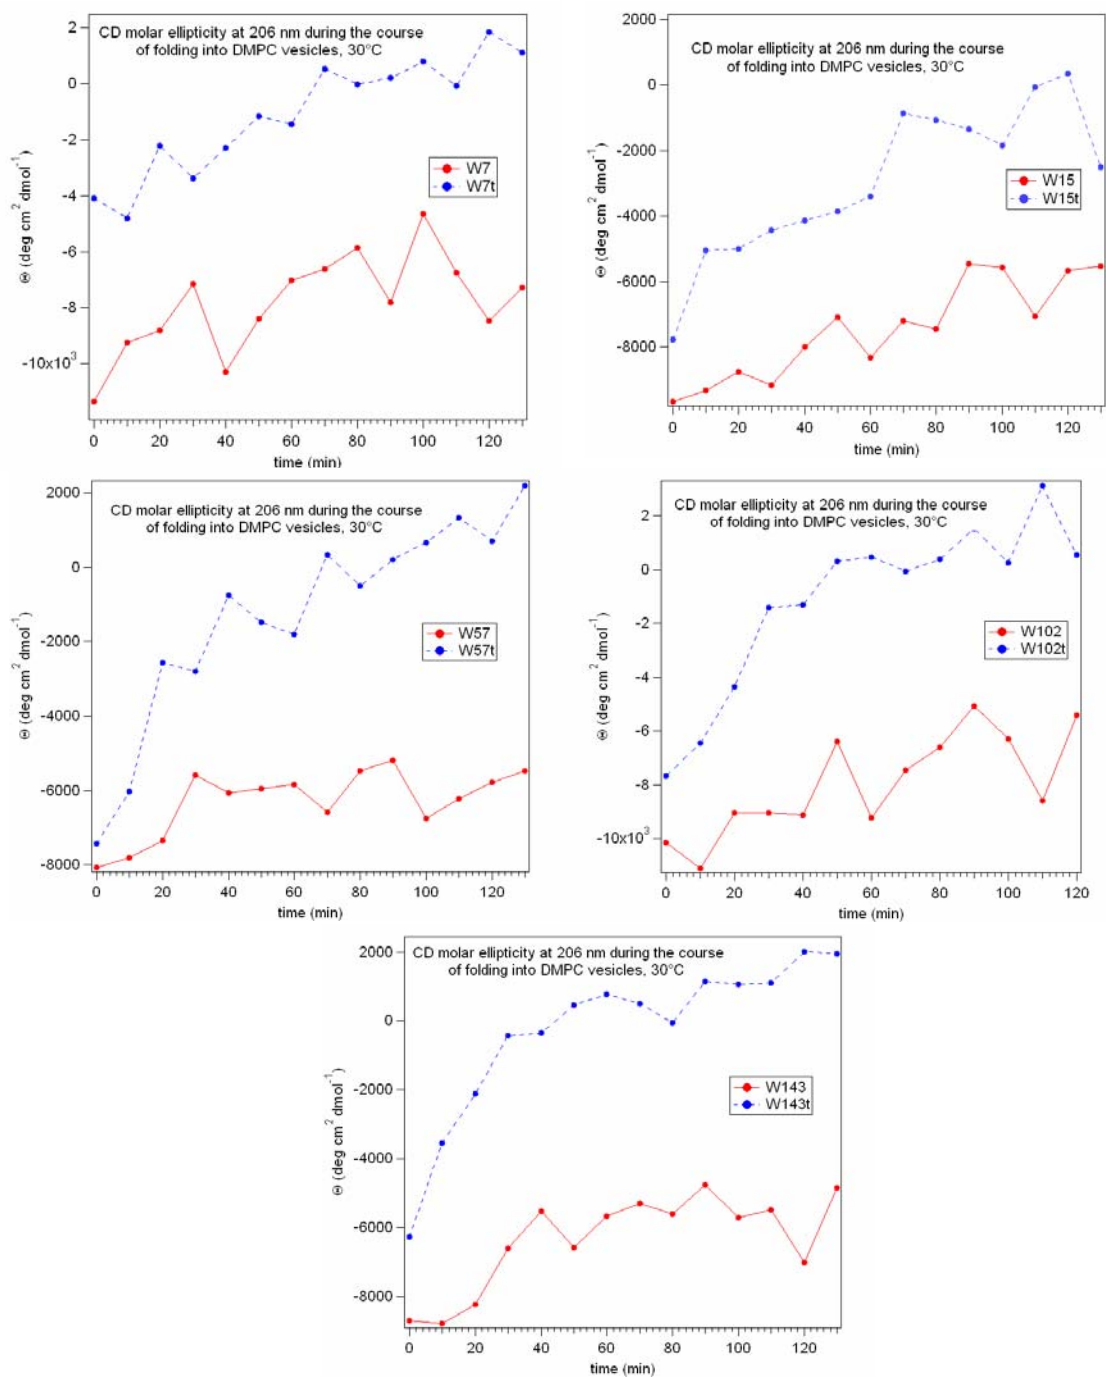 CD molar ellipticity at 206 nm during the course
of folding into DMPC vesicles, 30°C
Θ (deg cm² dmol⁻¹)
2
0
-2
-4
-6
-8
-10x10³
W7
W7t
0 20 40 60 80 100 120
time (min)
CD molar ellipticity at 206 nm during the course
of folding into DMPC vesicles, 30°C
Θ (deg cm² dmol⁻¹)
2000
0
-2000
-4000
-6000
-8000
W15
W15t
0 20 40 60 80 100 120
time (min)
CD molar ellipticity at 206 nm during the course
of folding into DMPC vesicles, 30°C
Θ (deg cm² dmol⁻¹)
2000
0
-2000
-4000
-6000
-8000
W57
W57t
0 20 40 60 80 100 120
time (min)
CD molar ellipticity at 206 nm during the course
of folding into DMPC vesicles, 30°C
Θ (deg cm² dmol⁻¹)
2
0
-2
-4
-6
-8
-10x10³
W102
W102t
0 20 40 60 80 100 120
time (min)
CD molar ellipticity at 206 nm during the course
of folding into DMPC vesicles, 30°C
Θ (deg cm² dmol⁻¹)
2000
0
-2000
-4000
-6000
-8000
W143
W143t
0 20 40 60 80 100 120
time (min)